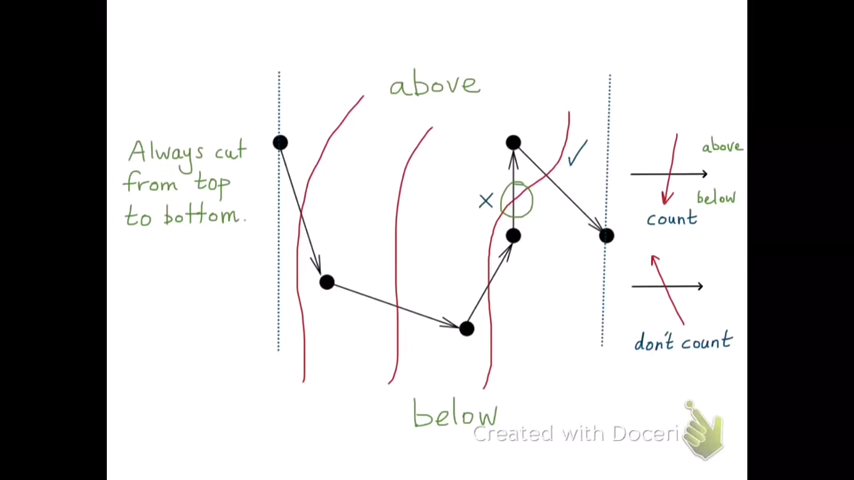 above
Always cut
from top
to bottom.
✓
×
above
below
count
don't count
below
Created with Doceri